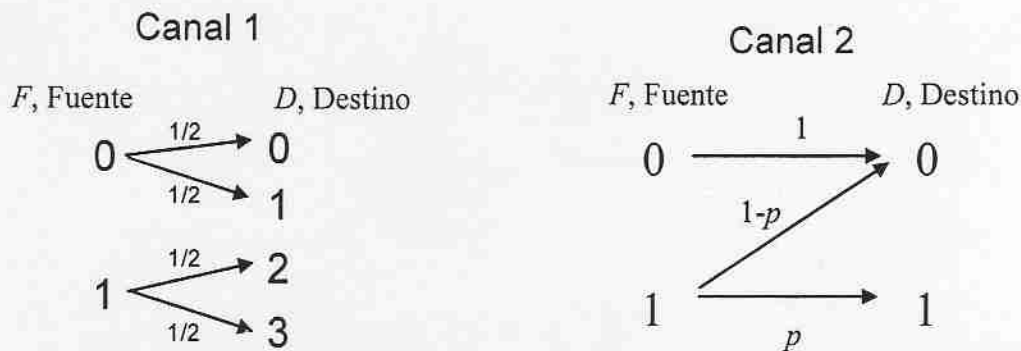 Canal 1
F, Fuente D, Destino
0 1/2 0
1/2 1
1 1/2 2
1/2 3
Canal 2
F, Fuente D, Destino
0 1 0
1-p
1 p 1